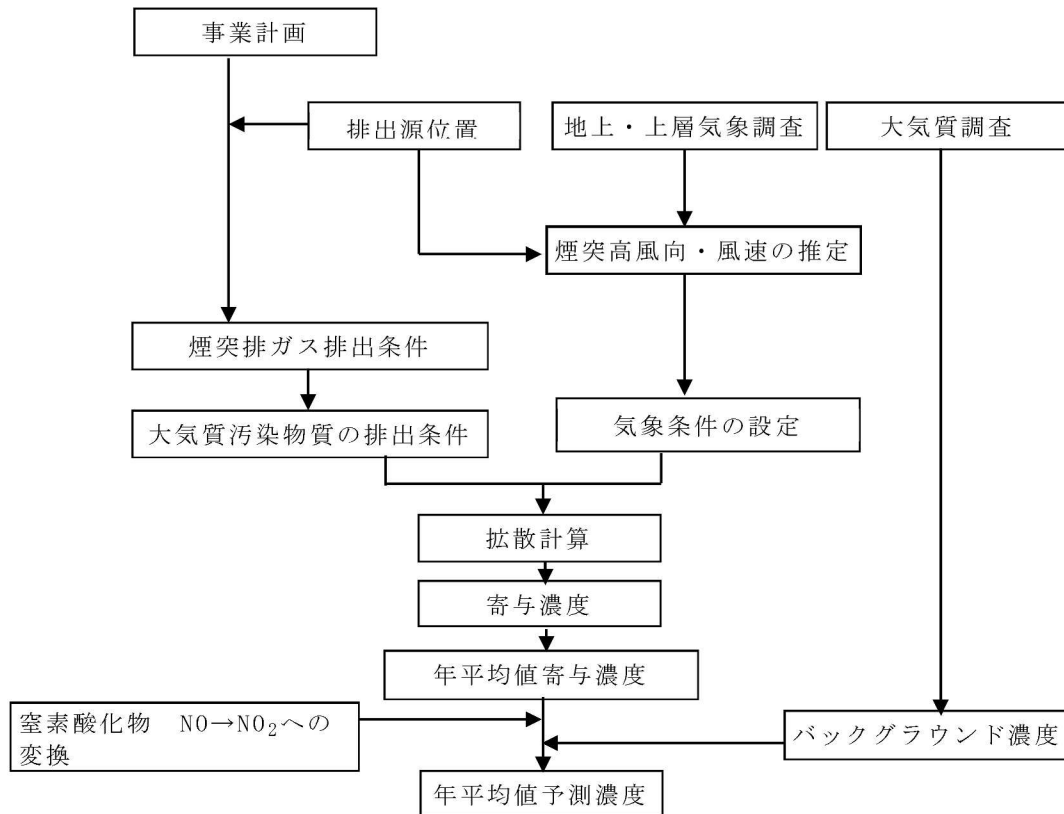 事業計画
排出源位置
地上・上層気象調査
大気質調査
煙突高風向・風速の推定
煙突排ガス排出条件
大気質汚染物質の排出条件
気象条件の設定
拡散計算
寄与濃度
年平均値寄与濃度
窒素酸化物　NO→NO₂への
変換
バックグラウンド濃度
年平均値予測濃度